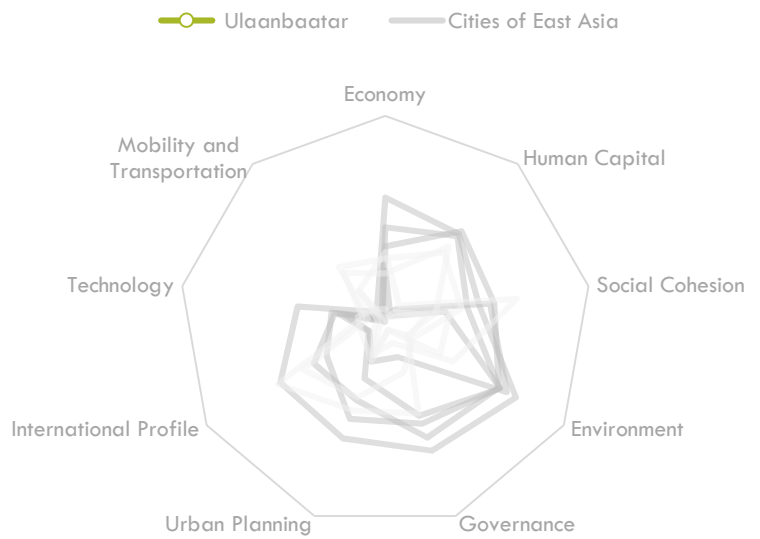 Ulaanbaatar
Cities of East Asia
Economy
Mobility and
Transportation
Human Capital
Technology
Social Cohesion
International Profile
Environment
Urban Planning
Governance